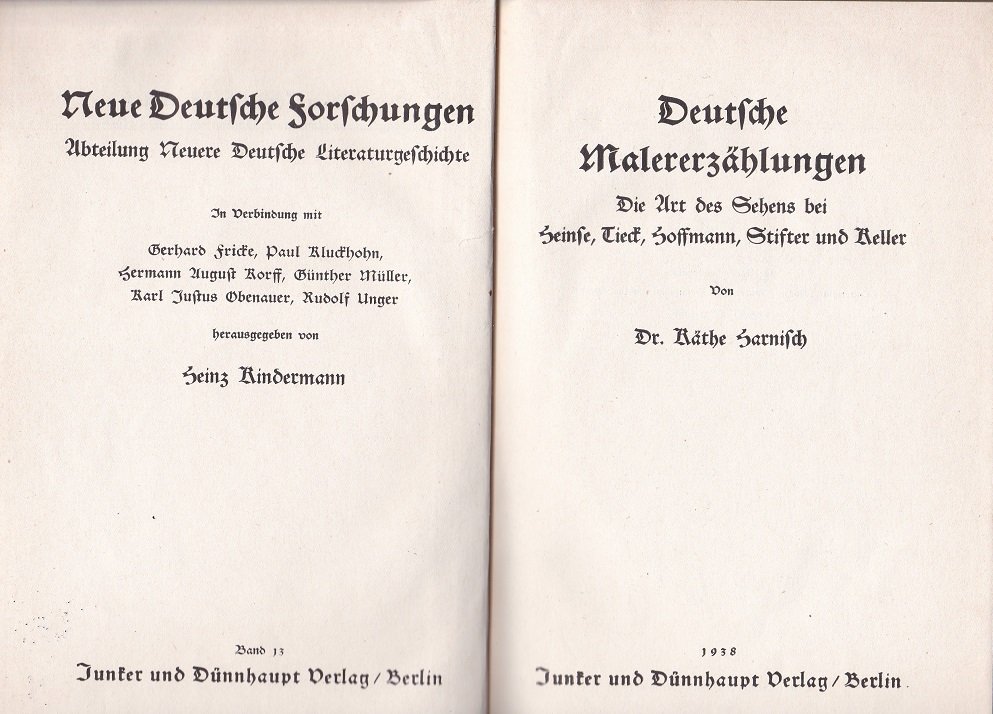 Neue Deutsche Forschungen
Abteilung Neuere Deutsche Literaturgeschichte
In Verbindung mit
Gerhard Fricke, Paul Kluckhohn,
Hermann August Korff, Günther Müller,
Karl Justus Obenauer, Rudolf Unger
herausgegeben von
Heinz Kindermann
Band 13
Junker und Dünnhaupt Verlag / Berlin
Deutsche
Malererzählungen
Die Art des Sehens bei
Heinse, Tieck, Hoffmann, Stifter und Keller
Von
Dr. Käthe Harnisch
1938
Junker und Dünnhaupt Verlag / Berlin